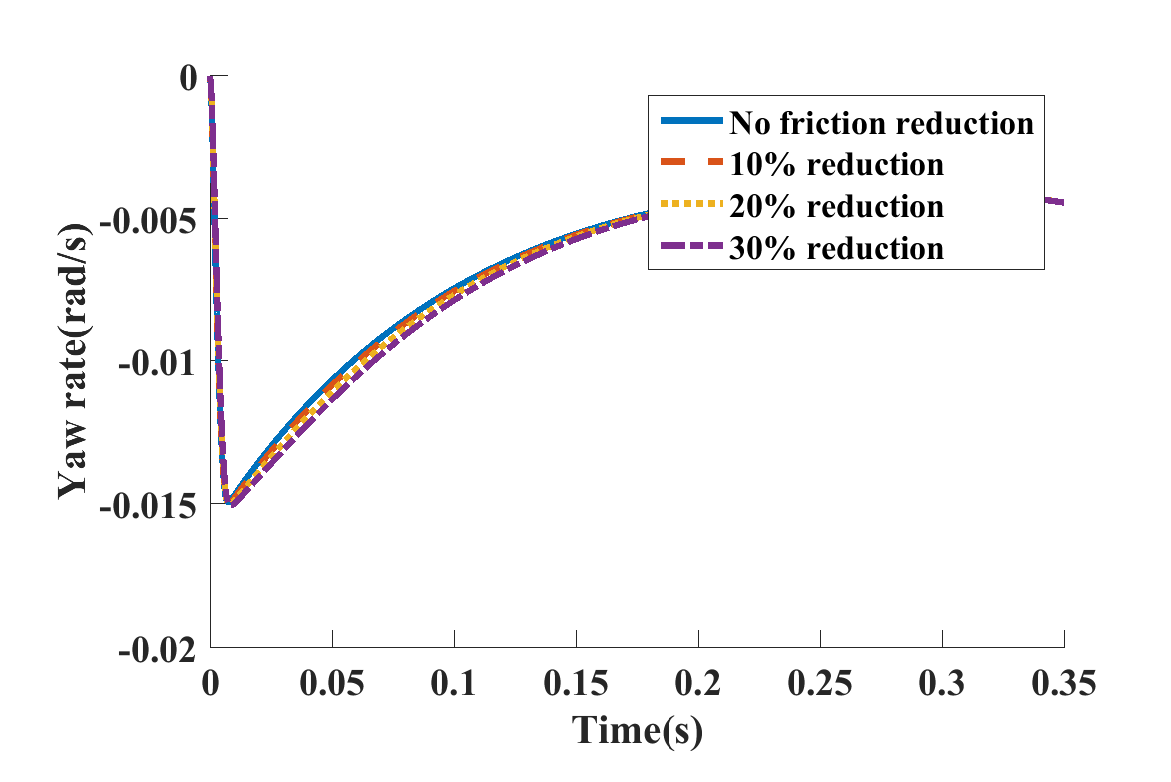 0
-0.005
-0.01
-0.015
-0.02
Yaw rate(rad/s)
No friction reduction
10% reduction
20% reduction
30% reduction
0 0.05 0.1 0.15 0.2 0.25 0.3 0.35
Time(s)